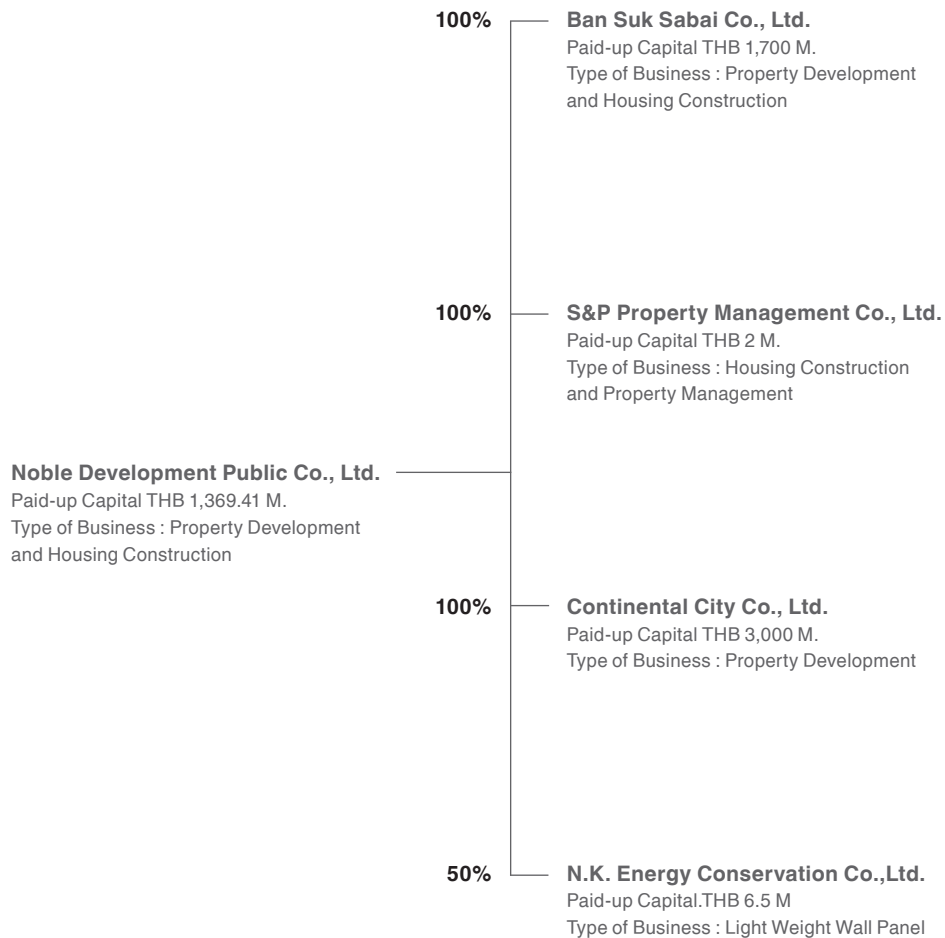 100%
Ban Suk Sabai Co., Ltd.
Paid-up Capital THB 1,700 M.
Type of Business : Property Development
and Housing Construction
100%
S&P Property Management Co., Ltd.
Paid-up Capital THB 2 M.
Type of Business : Housing Construction
and Property Management
Noble Development Public Co., Ltd.
Paid-up Capital THB 1,369.41 M.
Type of Business : Property Development
and Housing Construction
100%
Continental City Co., Ltd.
Paid-up Capital THB 3,000 M.
Type of Business : Property Development
50%
N.K. Energy Conservation Co.,Ltd.
Paid-up Capital.THB 6.5 M
Type of Business : Light Weight Wall Panel